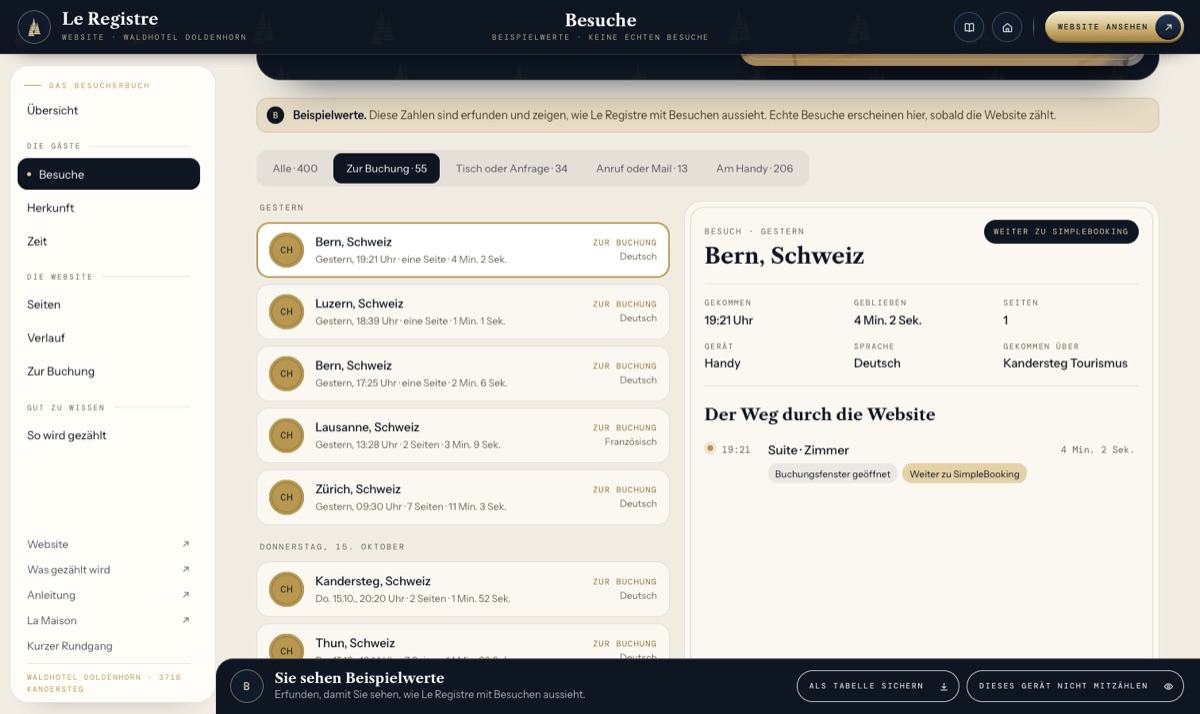 Le Registre
WEBSITE · WALDHOTEL DOLDENHORN
Besuche
BEISPIELWERTE · KEINE ECHTEN BESUCHE
WEBSITE ANSEHEN
DAS BESUCHERBUCH
Übersicht
DIE GÄSTE
Besuche
Herkunft
Zeit
DIE WEBSITE
Seiten
Verlauf
Zur Buchung
GUT ZU WISSEN
So wird gezählt
Website
Was gezählt wird
Anleitung
La Maison
Kurzer Rundgang
WALDHOTEL DOLDENHORN · 3718
KANDERSTEG
B Beispielwerte. Diese Zahlen sind erfunden und zeigen, wie Le Registre mit Besuchen aussieht. Echte Besuche erscheinen hier, sobald die Website zählt.
Alle · 400 Zur Buchung · 55 Tisch oder Anfrage · 34 Anruf oder Mail · 13 Am Handy · 206
GESTERN
CH Bern, Schweiz ZUR BUCHUNG
Gestern, 19:21 Uhr · eine Seite · 4 Min. 2 Sek. Deutsch
CH Luzern, Schweiz ZUR BUCHUNG
Gestern, 18:39 Uhr · eine Seite · 1 Min. 1 Sek. Deutsch
CH Bern, Schweiz ZUR BUCHUNG
Gestern, 17:25 Uhr · eine Seite · 2 Min. 6 Sek. Deutsch
CH Lausanne, Schweiz ZUR BUCHUNG
Gestern, 13:28 Uhr · 2 Seiten · 3 Min. 9 Sek. Französisch
CH Zürich, Schweiz ZUR BUCHUNG
Gestern, 09:30 Uhr · 7 Seiten · 11 Min. 3 Sek. Deutsch
DONNERSTAG, 15. OKTOBER
CH Kandersteg, Schweiz ZUR BUCHUNG
Do. 15.10., 20:20 Uhr · 2 Seiten · 1 Min. 52 Sek. Deutsch
CH Thun, Schweiz ZUR BUCHUNG
Deutsch
BESUCH · GESTERN
WEITER ZU SIMPLEBOOKING
Bern, Schweiz
GEKOMMEN GEBLIEBEN SEITEN
19:21 Uhr 4 Min. 2 Sek. 1
GERÄT SPRACHE GEKOMMEN ÜBER
Handy Deutsch Kandersteg Tourismus
Der Weg durch die Website
19:21 Suite · Zimmer 4 Min. 2 Sek.
Buchungsfenster geöffnet Weiter zu SimpleBooking
B Sie sehen Beispielwerte
Erfunden, damit Sie sehen, wie Le Registre mit Besuchen aussieht.
ALS TABELLE SICHERN
DIESES GERÄT NICHT MITZÄHLEN